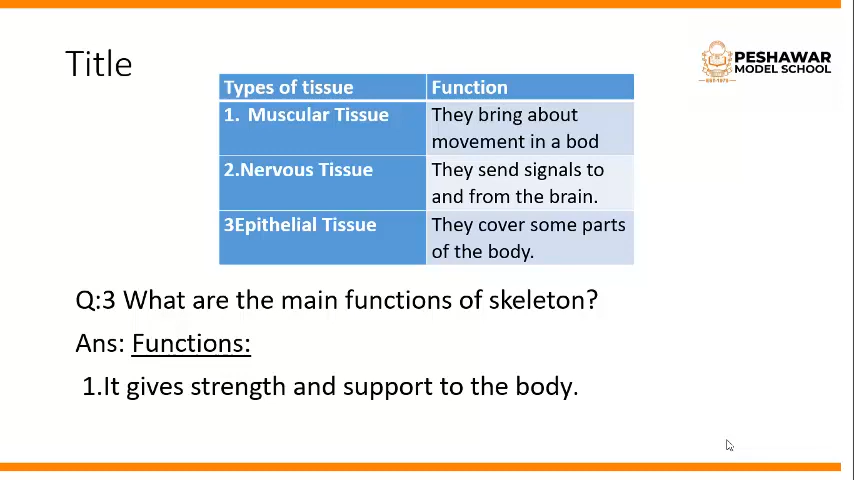 Title
PESHAWAR
MODEL SCHOOL
EST-1973
Types of tissue Function
1. Muscular Tissue They bring about
movement in a bod
2.Nervous Tissue They send signals to
and from the brain.
3Epithelial Tissue They cover some parts
of the body.
Q:3 What are the main functions of skeleton?
Ans: Functions:
1.It gives strength and support to the body.